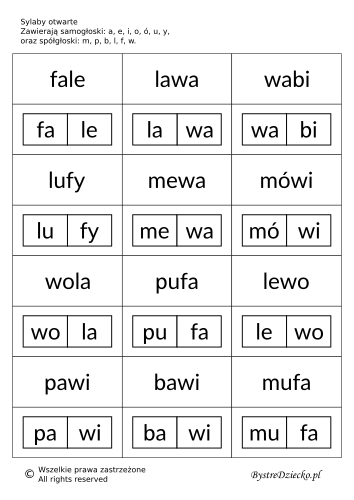 Sylaby otwarte
Zawierają samogłoski: a, e, i, o, ó, u, y,
oraz spółgłoski: m, p, b, l, f, w.
fale lawa wabi
fa le la wa wa bi
lufy mewa mówi
lu fy me wa mó wi
wola pufa lewo
wo la pu fa le wo
pawi bawi mufa
pa wi ba wi mu fa
© Wszelkie prawa zastrzeżone
All rights reserved
BystreDziecko.pl